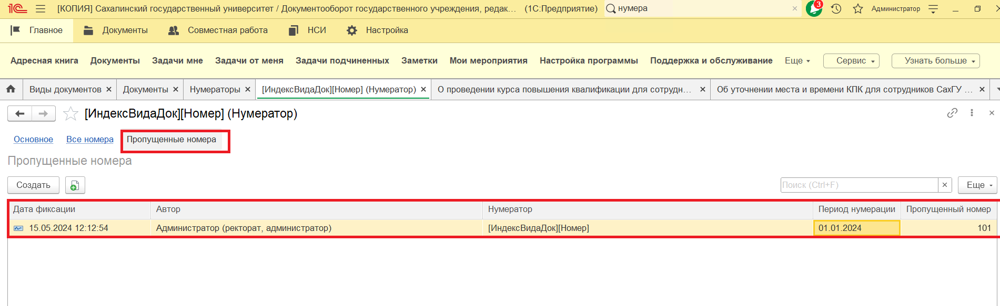 [КОПИЯ] Сахалинский государственный университет / Документооборот государственного учреждения, редак... (1С:Предприятие) нумера 3 Администратор
Главное Документы Совместная работа НСИ Настройка
Адресная книга Документы Задачи мне Задачи от меня Задачи подчиненных Заметки Мои мероприятия Настройка программы Поддержка и обслуживание Еще Сервис Узнать больше
Виды документов Документы Нумераторы [ИндексВидаДок][Номер] (Нумератор) О проведении курса повышения квалификации для сотрудн... Об уточнении места и времени КПК для сотрудников СахГУ ...
[ИндексВидаДок][Номер] (Нумератор)
Основное Все номера Пропущенные номера
Пропущенные номера
Создать Поиск (Ctrl+F) Еще
Дата фиксации Автор Нумератор Период нумерации Пропущенный номер
15.05.2024 12:12:54 Администратор (ректорат, администратор) [ИндексВидаДок][Номер] 01.01.2024 101